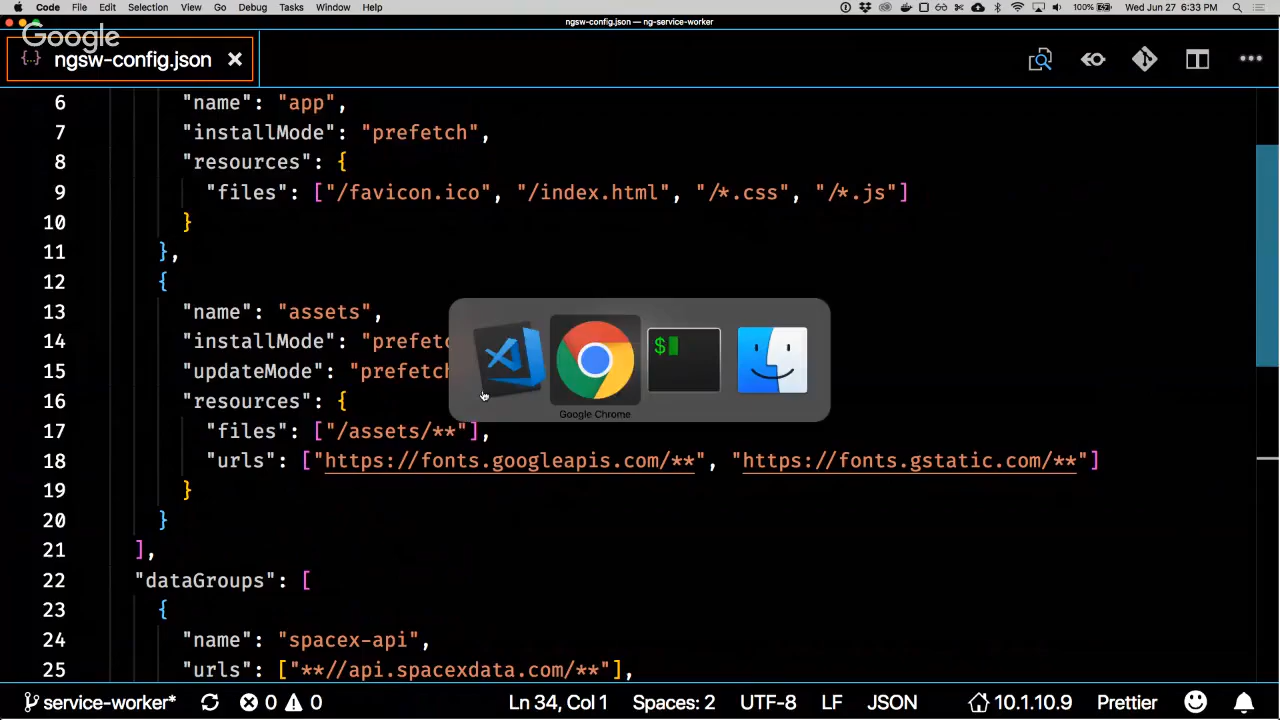 Code File Edit Selection View Go Debug Tasks Window Help 100% Wed Jun 27 6:33 PM
ngsw-config.json — ng-service-worker
Google
{··} ngsw-config.json ×
6 "name": "app",
7 "installMode": "prefetch",
8 "resources": {
9 "files": ["/favicon.ico", "/index.html", "/*.css", "/*.js"]
10 }
11 },
12 {
13 "name": "assets",
14 "installMode": "prefetc
15 "updateMode": "prefetch
16 "resources": {
17 "files": ["/assets/**"],
18 "urls": ["https://fonts.googleapis.com/**", "https://fonts.gstatic.com/**"]
19 }
20 }
21 ],
22 "dataGroups": [
23 {
24 "name": "spacex-api",
25 "urls": ["**//api.spacexdata.com/**"],
$
Google Chrome
service-worker* 0 0 Ln 34, Col 1 Spaces: 2 UTF-8 LF JSON 10.1.10.9 Prettier